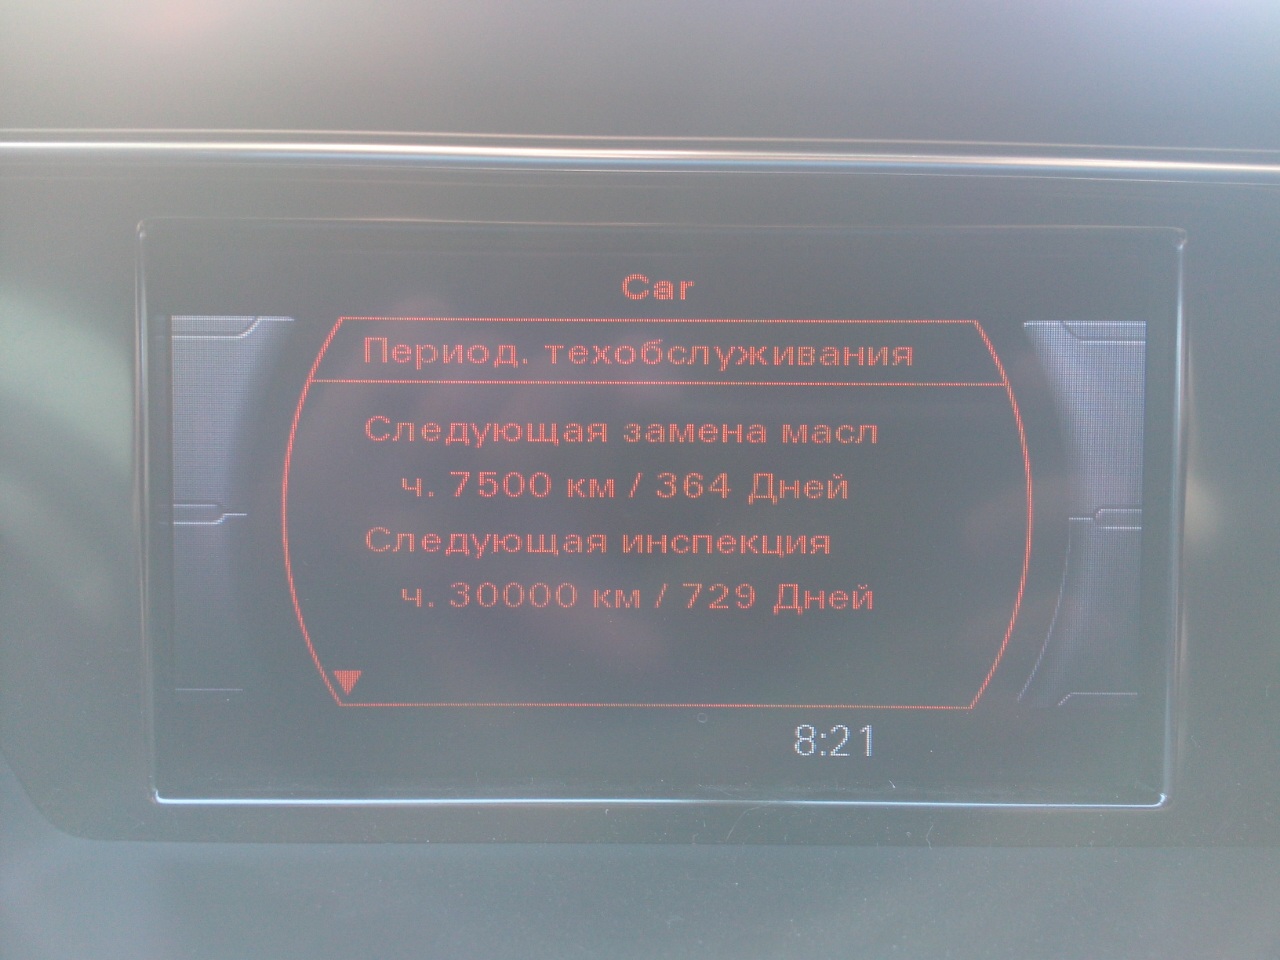 Car
Период. техобслуживания
Следующая замена масл
ч. 7500 км / 364 Дней
Следующая инспекция
ч. 30000 км / 729 Дней
8:21